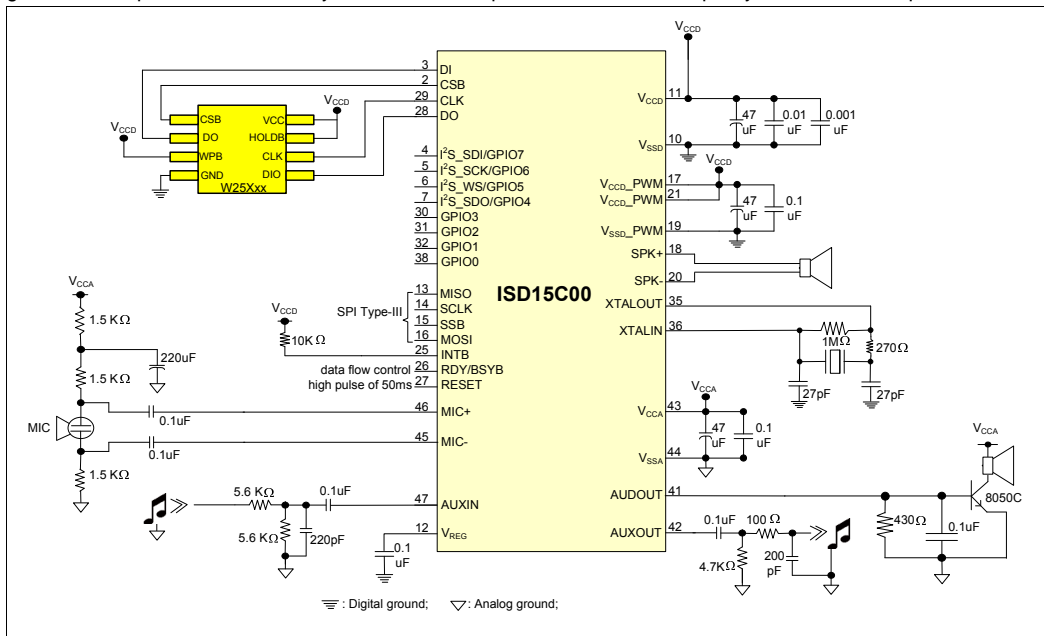 3 DI
2 CSB
29 CLK
28 DO
4 I²S_SDI/GPIO7
5 I²S_SCK/GPIO6
6 I²S_WS/GPIO5
7 I²S_SDO/GPIO4
30 GPIO3
31 GPIO2
32 GPIO1
38 GPIO0
13 MISO
14 SCLK
15 SSB
16 MOSI
SPI Type-III
25 INTB
26 RDY/BSYB
27 RESET
data flow control
high pulse of 50ms
46 MIC+
45 MIC-
47 AUXIN
12 VREG
ISD15C00
VCCD 11
VSSD 10
VCCD_PWM 17
VCCD_PWM 21
VSSD_PWM 19
SPK+ 18
SPK- 20
XTALOUT 35
XTALIN 36
VCCA 43
VSSA 44
AUDOUT 41
AUXOUT 42
VCCD
CSB VCC
DO HOLDB
WPB CLK
GND DIO
W25Xxx
VCCD
VCCD
10KΩ
VCCA
1.5 KΩ
220uF
1.5 KΩ
MIC
0.1uF
0.1uF
1.5 KΩ
5.6 KΩ
0.1uF
5.6 KΩ
220pF
0.1
uF
VCCD
47
uF
0.01
uF
0.001
uF
VCCD
47
uF
0.1
uF
1MΩ
270Ω
27pF
27pF
VCCA
47
uF
0.1
uF
VCCA
8050C
430Ω
0.1uF
0.1uF
100 Ω
4.7KΩ
200
pF
: Digital ground;
: Analog ground;